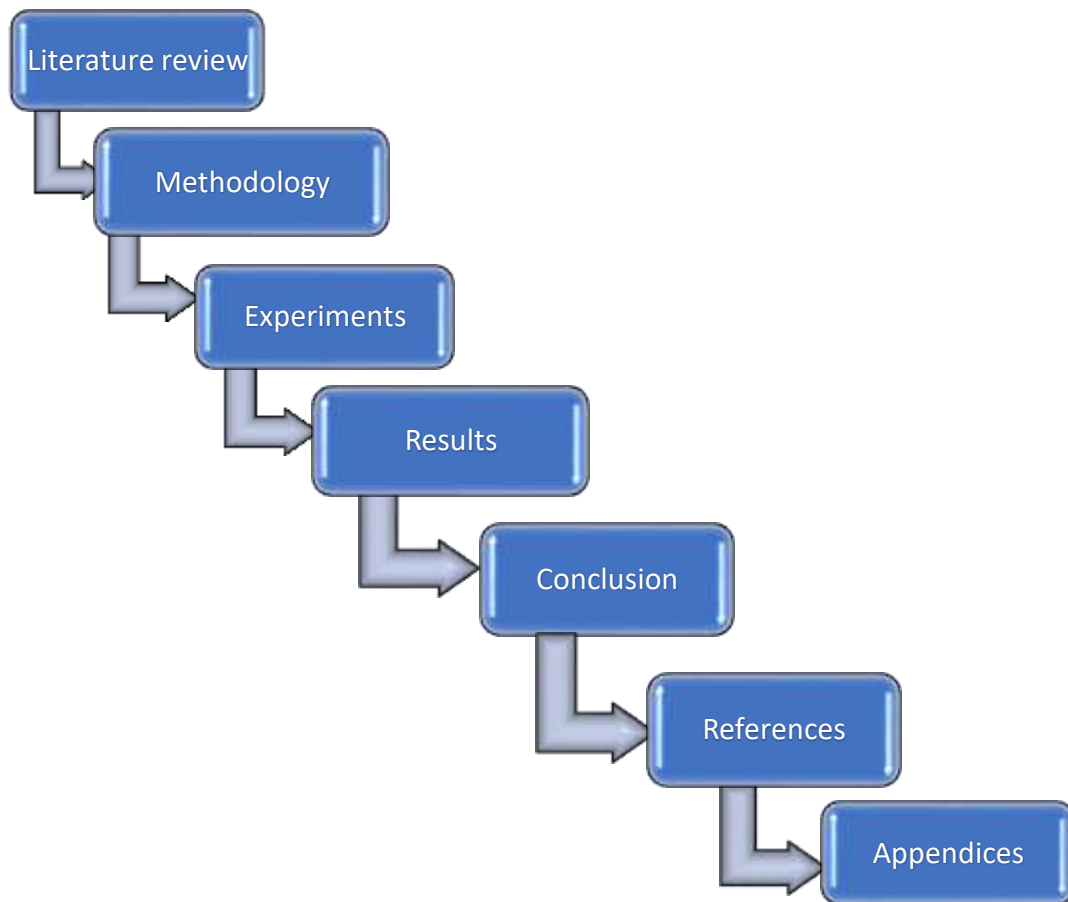 Literature review
Methodology
Experiments
Results
Conclusion
References
Appendices